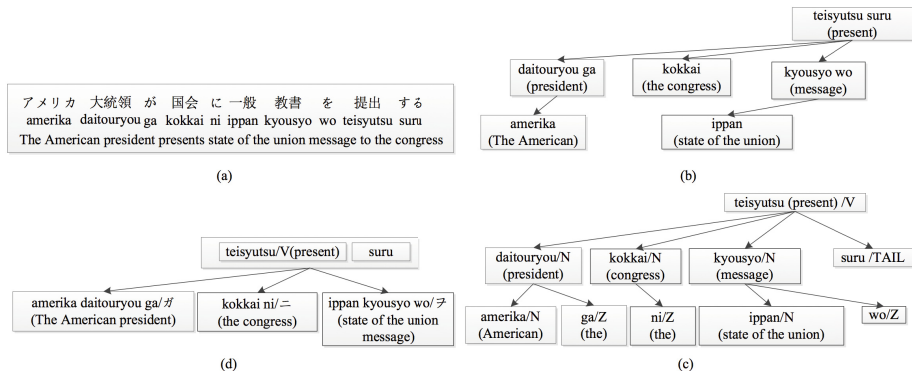 アメリカ 大統領 が 国会 に 一般 教書 を 提出 する
amerika daitouryou ga kokkai ni ippan kyousyo wo teisyutsu suru
The American president presents state of the union message to the congress
(a)
teisyutsu suru
(present)
daitouryou ga
(president)
kokkai
(the congress)
kyousyo wo
(message)
amerika
(The American)
ippan
(state of the union)
(b)
teisyutsu/V(present)
suru
amerika daitouryou ga/ガ
(The American president)
kokkai ni/ニ
(the congress)
ippan kyousyo wo/ヲ
(state of the union
message)
(d)
teisyutsu (present) /V
daitouryou/N
(president)
kokkai/N
(congress)
kyousyo/N
(message)
suru /TAIL
amerika/N
(American)
ga/Z
(the)
ni/Z
(the)
ippan/N
(state of the union)
wo/Z
(c)